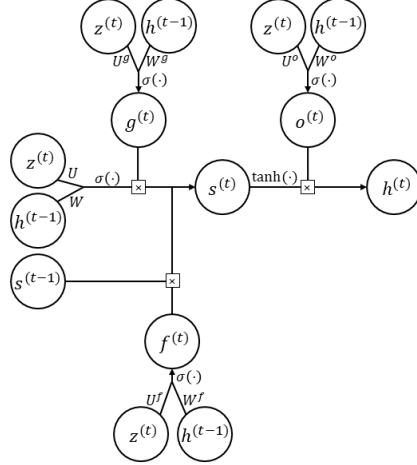 z^(t) h^(t−1) z^(t) h^(t−1)
U^g W^g U^o W^o
σ(·) σ(·)
g^(t) o^(t)
z^(t) U σ(·) × s^(t) tanh(·) × h^(t)
W
h^(t−1)
s^(t−1) ×
f^(t)
σ(·)
U^f W^f
z^(t) h^(t−1)